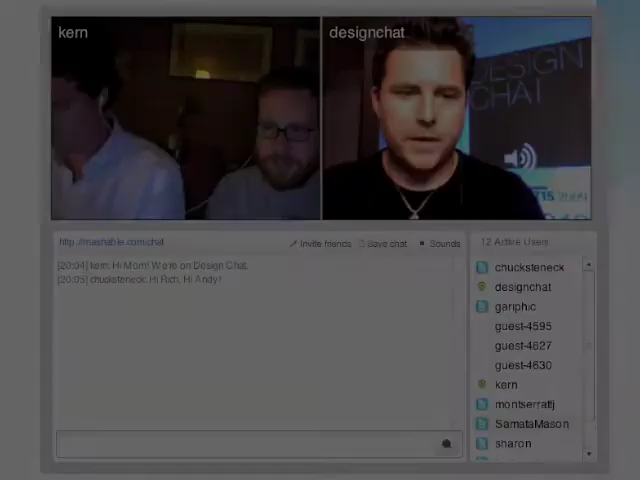 kern
designchat
DESIGN
CHAT
http://mashable.com/chat
Invite friends
Save chat
Sounds
12 Active Users
[20:04] kern: Hi Mom! We're on Design Chat.
[20:05] chucksteneck: Hi Rich, Hi Andy!
chucksteneck
designchat
gariphic
guest-4595
guest-4627
guest-4630
kern
montserratlj
SamataMason
sharon